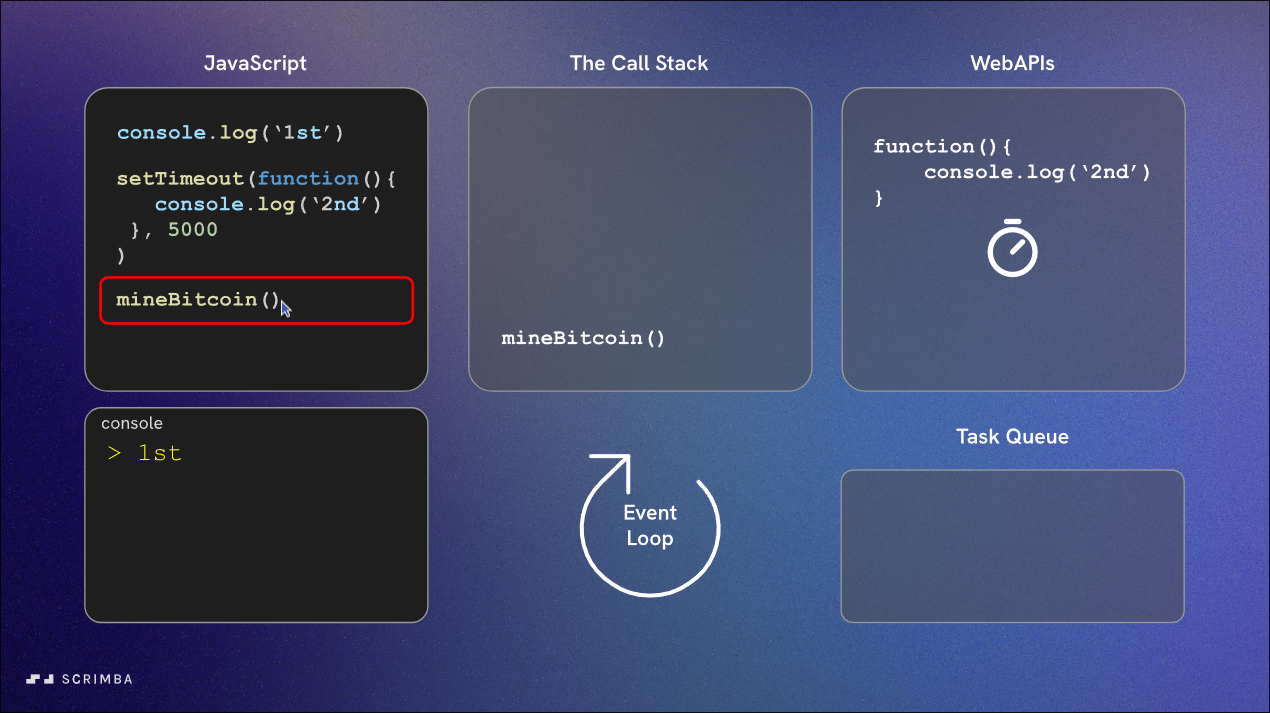 JavaScript
console.log(‘1st’)
setTimeout(function(){
console.log(‘2nd’)
}, 5000
)
mineBitcoin()
console
> 1st
The Call Stack
mineBitcoin()
Event
Loop
WebAPIs
function(){
console.log(‘2nd’)
}
Task Queue
SCRIMBA